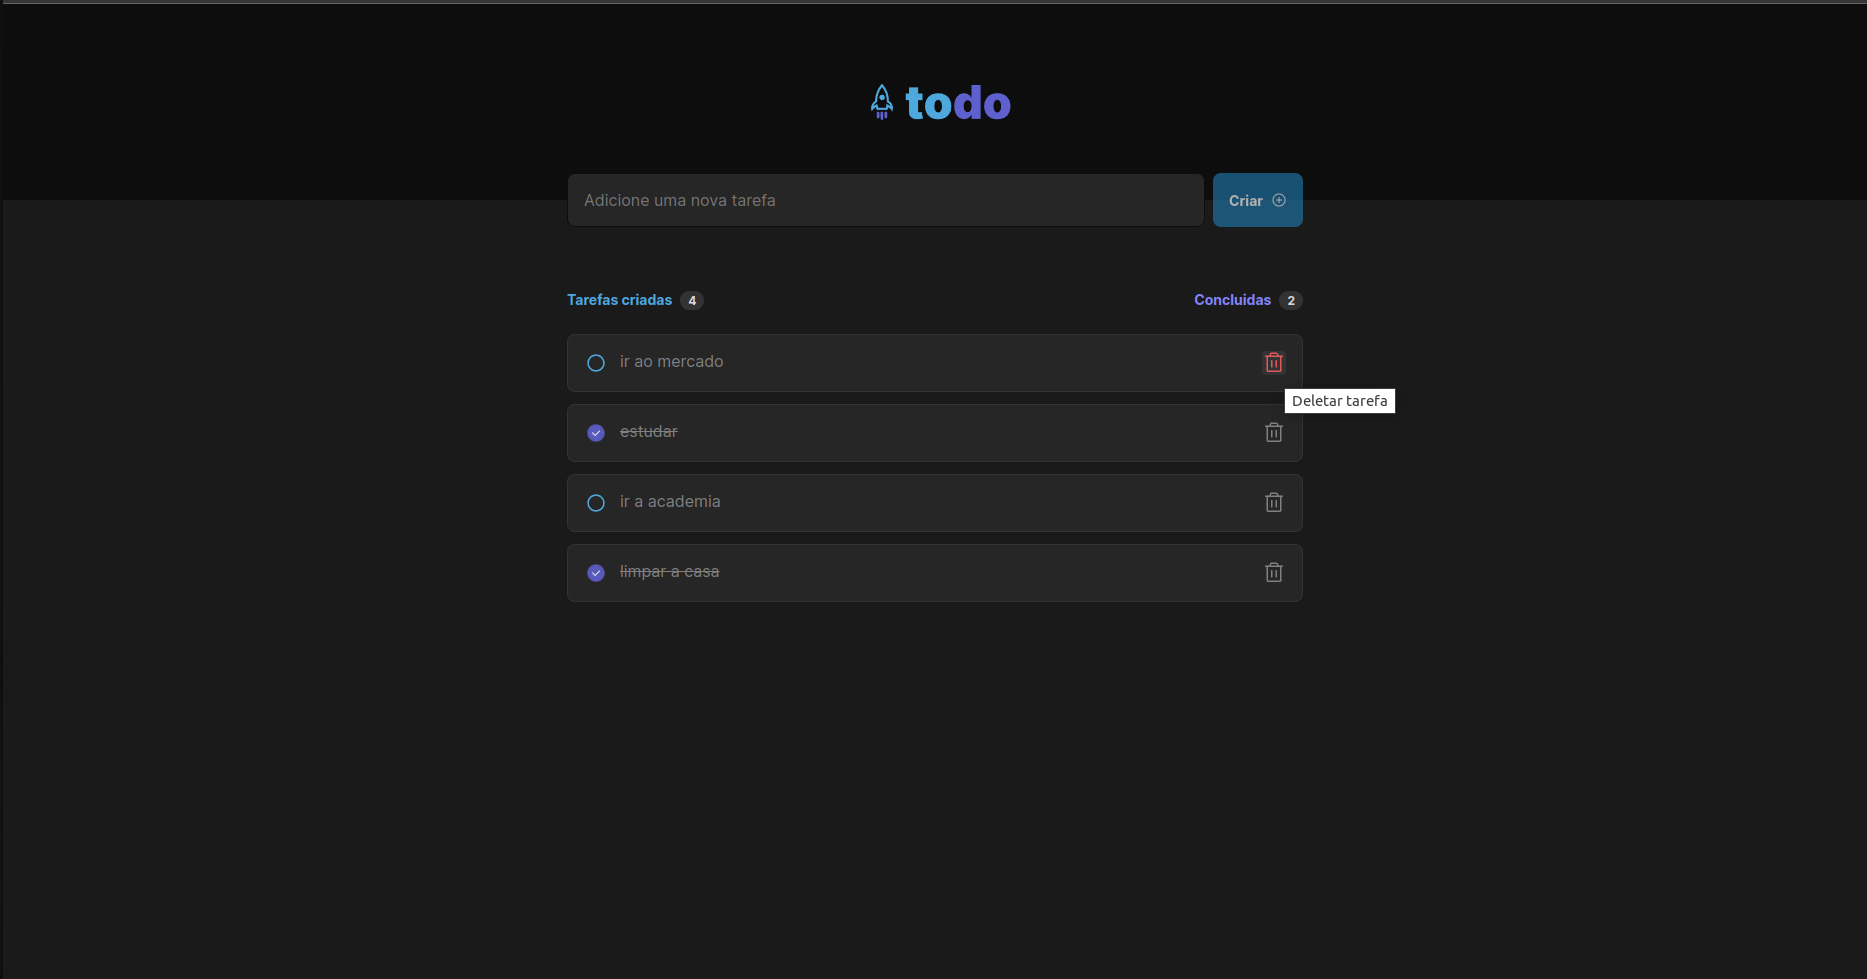 todo
Adicione uma nova tarefa
Criar
Tarefas criadas 4
Concluidas 2
ir ao mercado
Deletar tarefa
estudar
ir a academia
limpar a casa